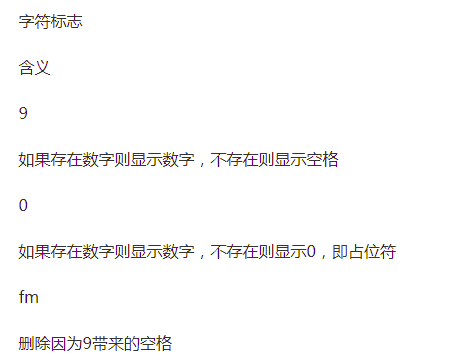 字符标志
含义
9
如果存在数字则显示数字，不存在则显示空格
0
如果存在数字则显示数字，不存在则显示0，即占位符
fm
删除因为9带来的空格